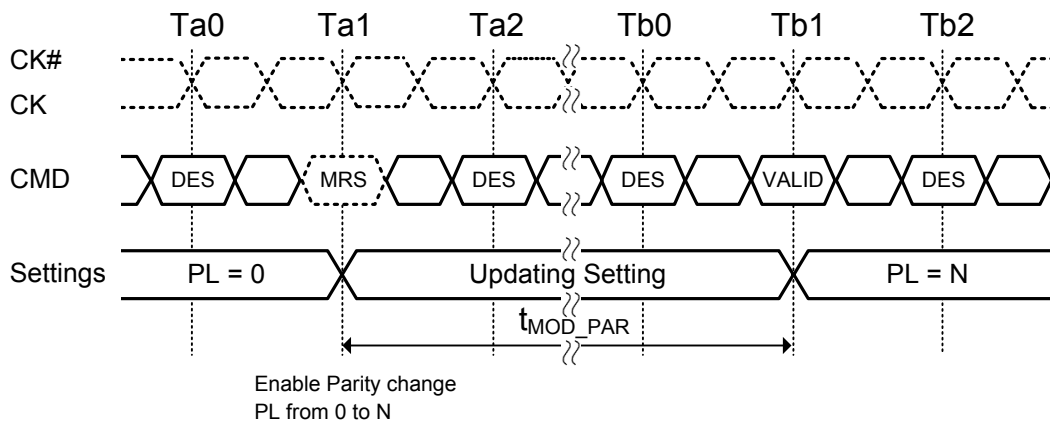 Ta0 Ta1 Ta2 Tb0 Tb1 Tb2
CK#
CK
CMD DES MRS DES DES VALID DES
Settings PL = 0 Updating Setting PL = N
tMOD_PAR
Enable Parity change
PL from 0 to N